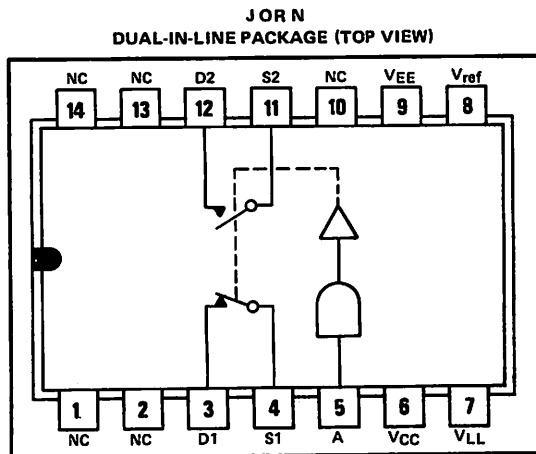 J OR N
DUAL-IN-LINE PACKAGE (TOP VIEW)
NC NC D2 S2 NC VEE Vref
14 13 12 11 10 9 8
1 2 3 4 5 6 7
NC NC D1 S1 A VCC VLL